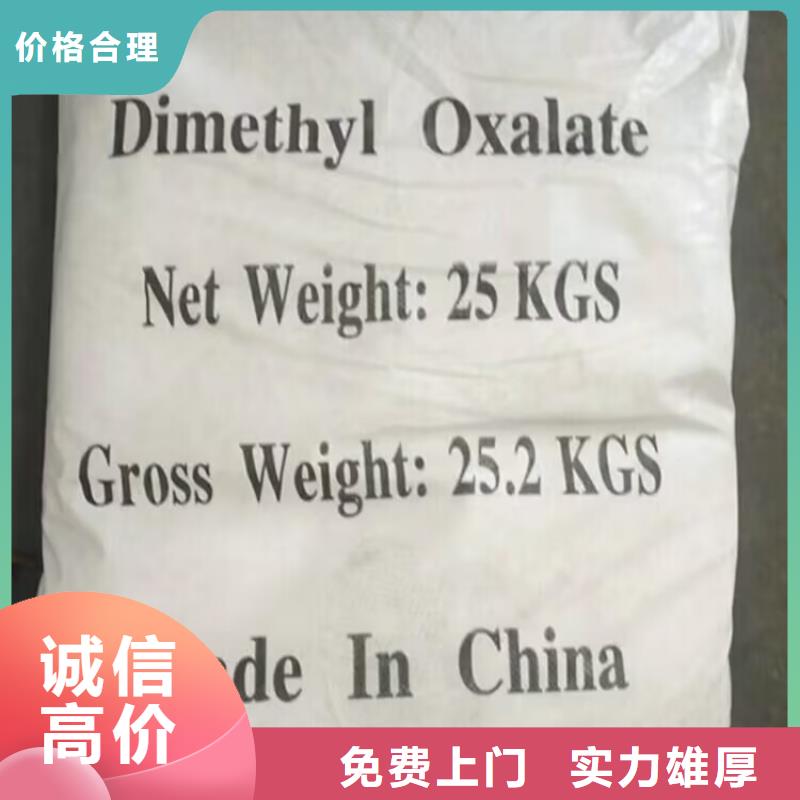 价格合理
Dimethyl Oxalate
Net Weight: 25 KGS
Gross Weight: 25.2 KGS
de In China
诚信
高价
免费上门 实力雄厚